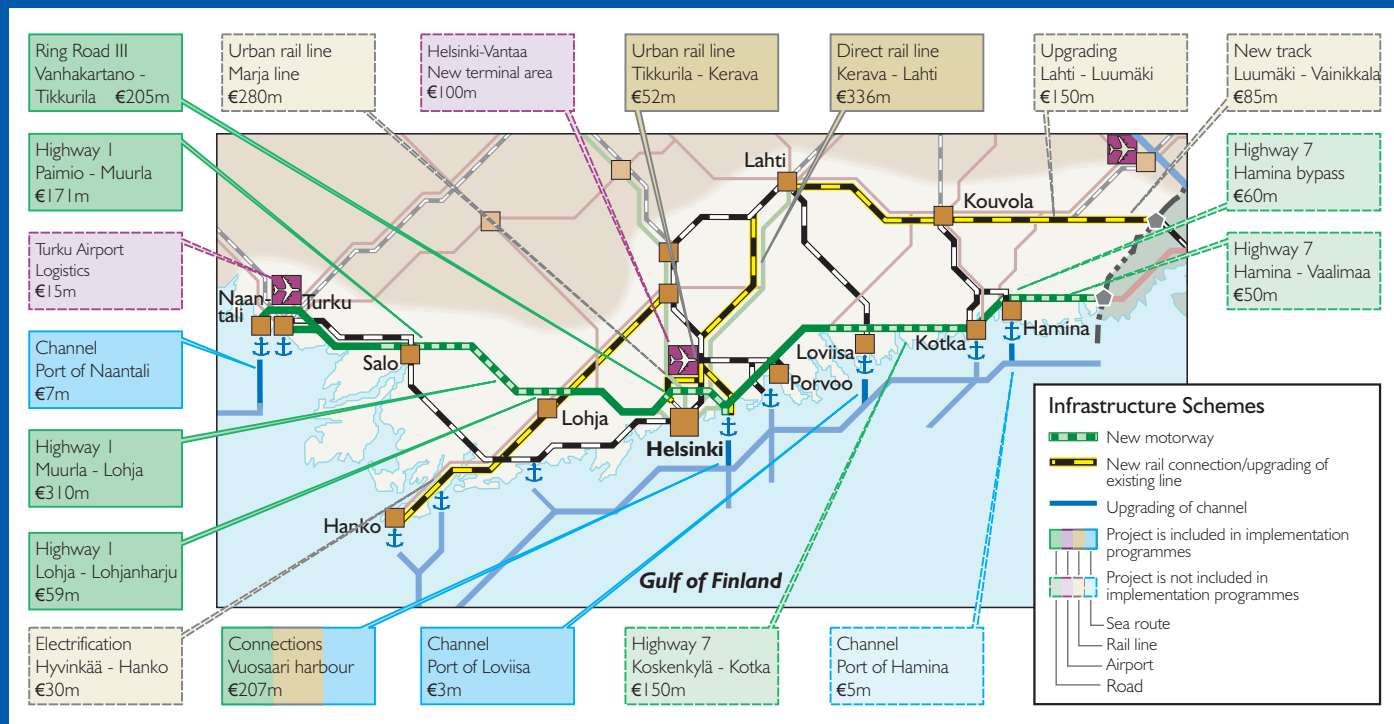 Ring Road III
Vanhakartano -
Tikkurila €205m
Urban rail line
Marja line
€280m
Helsinki-Vantaa
New terminal area
€100m
Urban rail line
Tikkurila - Kerava
€52m
Direct rail line
Kerava - Lahti
€336m
Upgrading
Lahti - Luumäki
€150m
New track
Luumäki - Vainikkala
€85m
Highway 1
Paimio - Muurla
€171m
Turku Airport
Logistics
€15m
Channel
Port of Naantali
€7m
Highway 1
Muurla - Lohja
€310m
Highway 1
Lohja - Lohjanharju
€59m
Highway 7
Hamina bypass
€60m
Highway 7
Hamina - Vaalimaa
€50m
Lahti
Kouvola
Naan-
tali
Turku
Salo
Lohja
Helsinki
Hanko
Porvoo
Loviisa
Kotka
Hamina
Gulf of Finland
Infrastructure Schemes
New motorway
New rail connection/upgrading of
existing line
Upgrading of channel
Project is included in implementation
programmes
Project is not included in
implementation programmes
Sea route
Rail line
Airport
Road
Electrification
Hyvinkää - Hanko
€30m
Connections
Vuosaari harbour
€207m
Channel
Port of Loviisa
€3m
Highway 7
Koskenkylä - Kotka
€150m
Channel
Port of Hamina
€5m